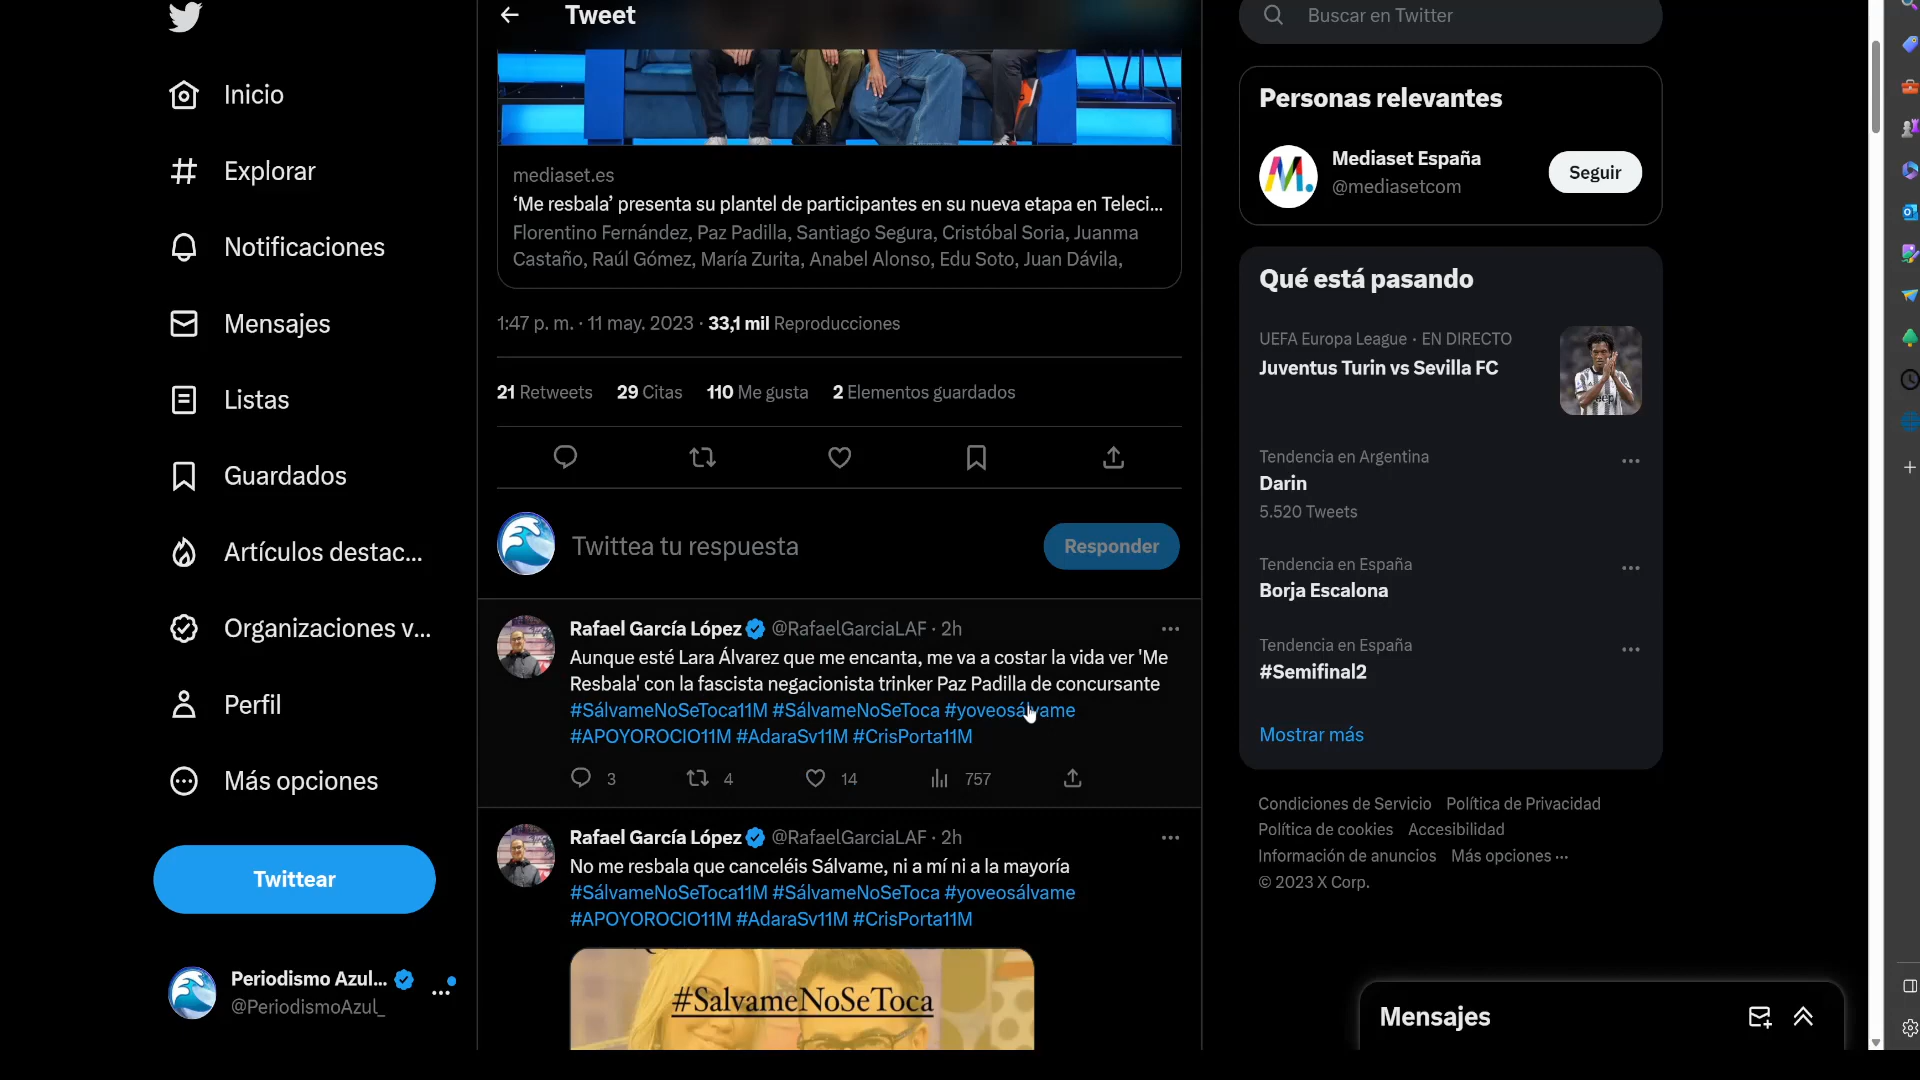 Tweet
Buscar en Twitter
Inicio
Explorar
Notificaciones
Mensajes
Listas
Guardados
Artículos destac...
Organizaciones v...
Perfil
Más opciones
Twittear
Periodismo Azul...
@PeriodismoAzul_
mediaset.es
‘Me resbala’ presenta su plantel de participantes en su nueva etapa en Teleci...
Florentino Fernández, Paz Padilla, Santiago Segura, Cristóbal Soria, Juanma
Castaño, Raúl Gómez, María Zurita, Anabel Alonso, Edu Soto, Juan Dávila,
1:47 p. m. · 11 may. 2023 · 33,1 mil Reproducciones
21 Retweets 29 Citas 110 Me gusta 2 Elementos guardados
Twittea tu respuesta
Responder
Rafael García López @RafaelGarciaLAF · 2h
Aunque esté Lara Álvarez que me encanta, me va a costar la vida ver 'Me
Resbala' con la fascista negacionista trinker Paz Padilla de concursante
#SálvameNoSeToca11M #SálvameNoSeToca #yoveosálvame
#APOYOROCIO11M #AdaraSv11M #CrisPorta11M
3 4 14 757
Rafael García López @RafaelGarciaLAF · 2h
No me resbala que canceléis Sálvame, ni a mí ni a la mayoría
#SálvameNoSeToca11M #SálvameNoSeToca #yoveosálvame
#APOYOROCIO11M #AdaraSv11M #CrisPorta11M
#SalvameNoSeToca
Personas relevantes
Mediaset España
@mediasetcom
Seguir
Qué está pasando
UEFA Europa League · EN DIRECTO
Juventus Turin vs Sevilla FC
Jeep
Tendencia en Argentina
Darin
5.520 Tweets
Tendencia en España
Borja Escalona
Tendencia en España
#Semifinal2
Mostrar más
Condiciones de Servicio Política de Privacidad
Política de cookies Accesibilidad
Información de anuncios Más opciones ...
© 2023 X Corp.
Mensajes